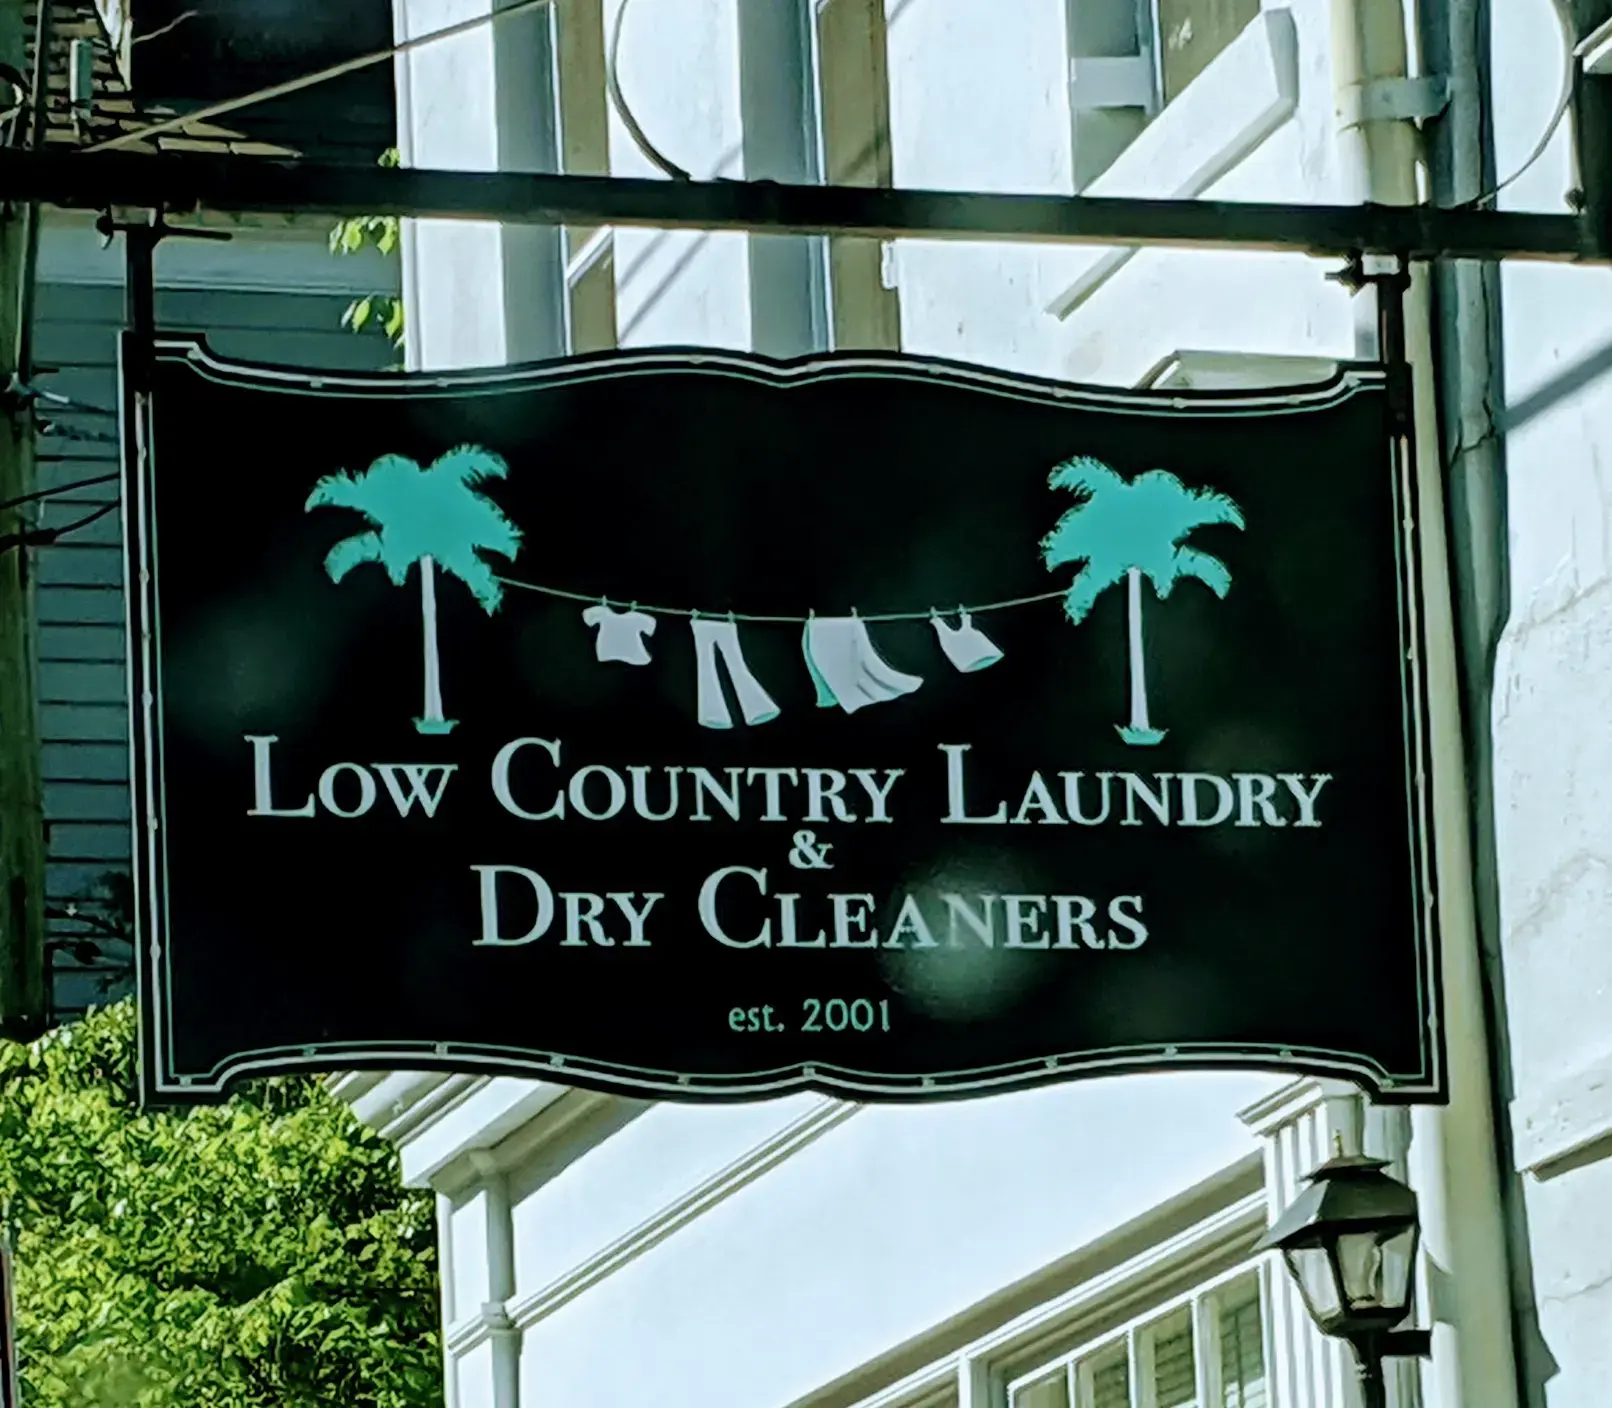 LOW COUNTRY LAUNDRY
&
DRY CLEANERS
est. 2001